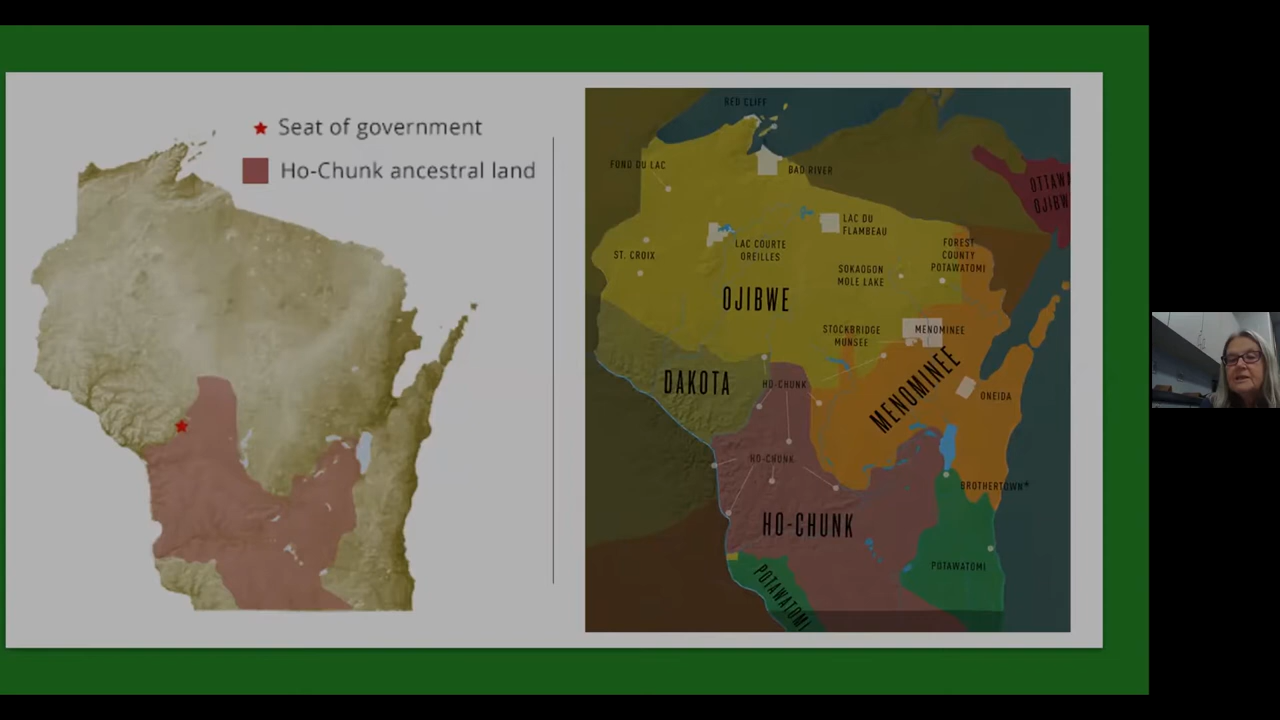 Seat of government
Ho-Chunk ancestral land
RED CLIFF
FOND DU LAC
BAD RIVER
OTTAWA
OJIBW
LAC DU
FLAMBEAU
LAC COURTE
OREILLES
ST. CROIX
FOREST
COUNTY
POTAWATOMI
SOKAOGON
MOLE LAKE
OJIBWE
STOCKBRIDGE
MUNSEE
MENOMINEE
DAKOTA
HO-CHUNK
MENOMINEE
ONEIDA
HO-CHUNK
BROTHERTOWN*
HO-CHUNK
POTAWATOMI
POTAWATOMI